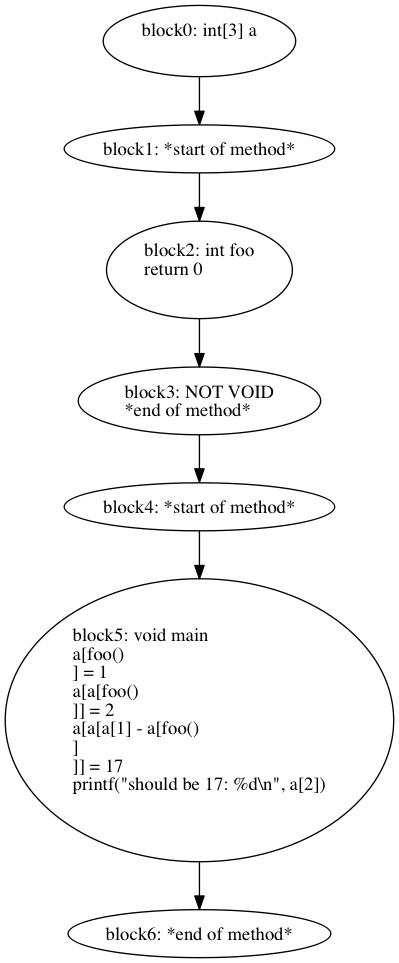 block0: int[3] a
block1: *start of method*
block2: int foo
return 0
block3: NOT VOID
*end of method*
block4: *start of method*
block5: void main
a[foo()
] = 1
a[a[foo()
]] = 2
a[a[a[1] - a[foo()
]
]] = 17
printf("should be 17: %d\n", a[2])
block6: *end of method*